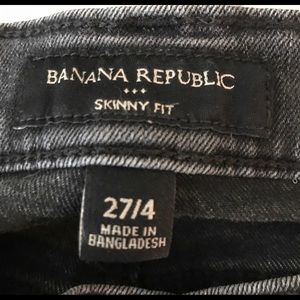 BANANA REPUBLIC
SKINNY FIT
27/4
MADE IN
BANGLADESH